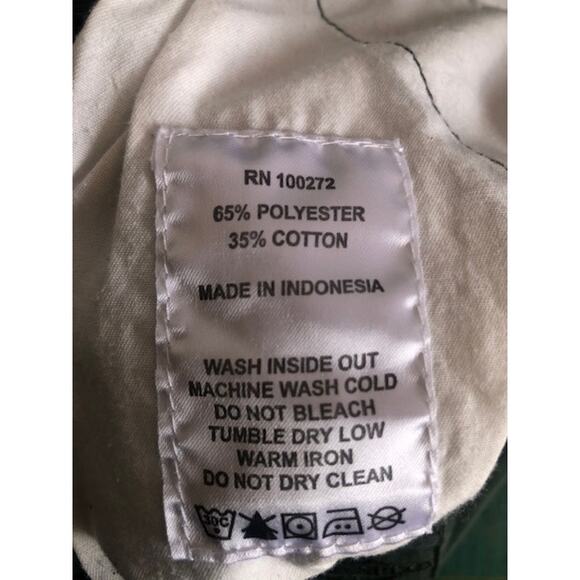 RN 100272
65% POLYESTER
35% COTTON
MADE IN INDONESIA
WASH INSIDE OUT
MACHINE WASH COLD
DO NOT BLEACH
TUMBLE DRY LOW
WARM IRON
DO NOT DRY CLEAN
30C